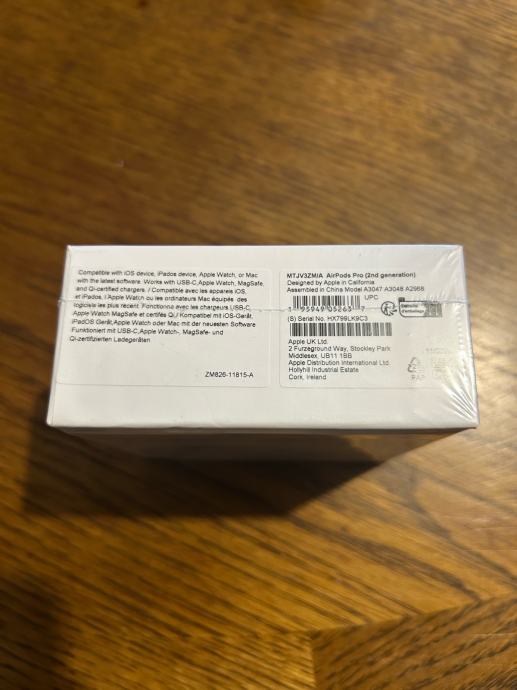 Compatible with iOS device, iPados device, Apple Watch, or Mac
with the latest software. Works with USB-C,Apple Watch, MagSafe,
and Qi-certified chargers. / Compatible avec les appareils iOS,
et iPados, l'Apple Watch ou les ordinateurs Mac équipés des
logiciels les plus récent. Fonctionne avec les chargeurs USB-C,
Apple Watch MagSafe et certifés Qi./ Kompatibel mit iOS-Gerät,
iPadOS Gerät,Apple Watch oder Mac mit der neuesten Software
Funktioniert mit USB-C,Apple Watch-, MagSafe- und
Qi-zertifizierten Ladegeräten
ZM826-11815-A
MTJV3ZM/A AirPods Pro (2nd generation)
Designed by Apple in California
Assembled in China Model A3047 A3048 A2968
UPC
1 95949 05263 7
(S) Serial No. HX799LK9C3
Apple UK Ltd.
2 Furzeground Way, Stockley Park
Middlesex, UB11 1BB
Apple Distribution International Ltd.
Hollyhill Industrial Estate
Cork, Ireland
d'emballage
PAP